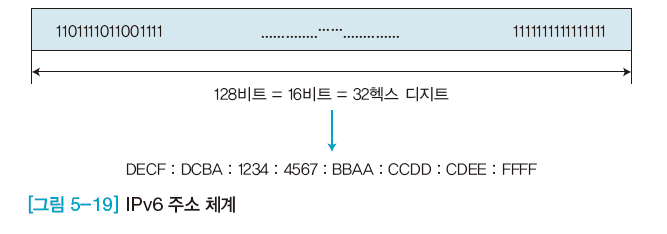 1101111011001111 ................................ 1111111111111111
128비트 = 16비트 = 32헥스 디지트
DECF : DCBA : 1234 : 4567 : BBAA : CCDD : CDEE : FFFF
[그림 5-19] IPv6 주소 체계